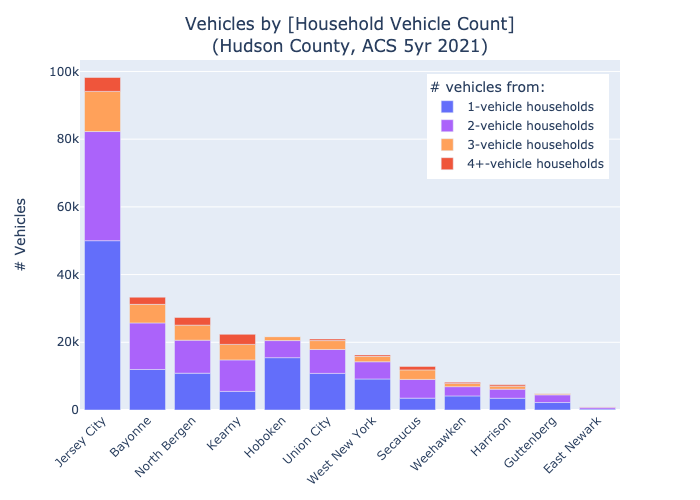 Vehicles by [Household Vehicle Count]
(Hudson County, ACS 5yr 2021)
# vehicles from:
1-vehicle households
2-vehicle households
3-vehicle households
4+-vehicle households
# Vehicles
100k
80k
60k
40k
20k
0
Jersey City
Bayonne
North Bergen
Kearny
Hoboken
Union City
West New York
Secaucus
Weehawken
Harrison
Guttenberg
East Newark